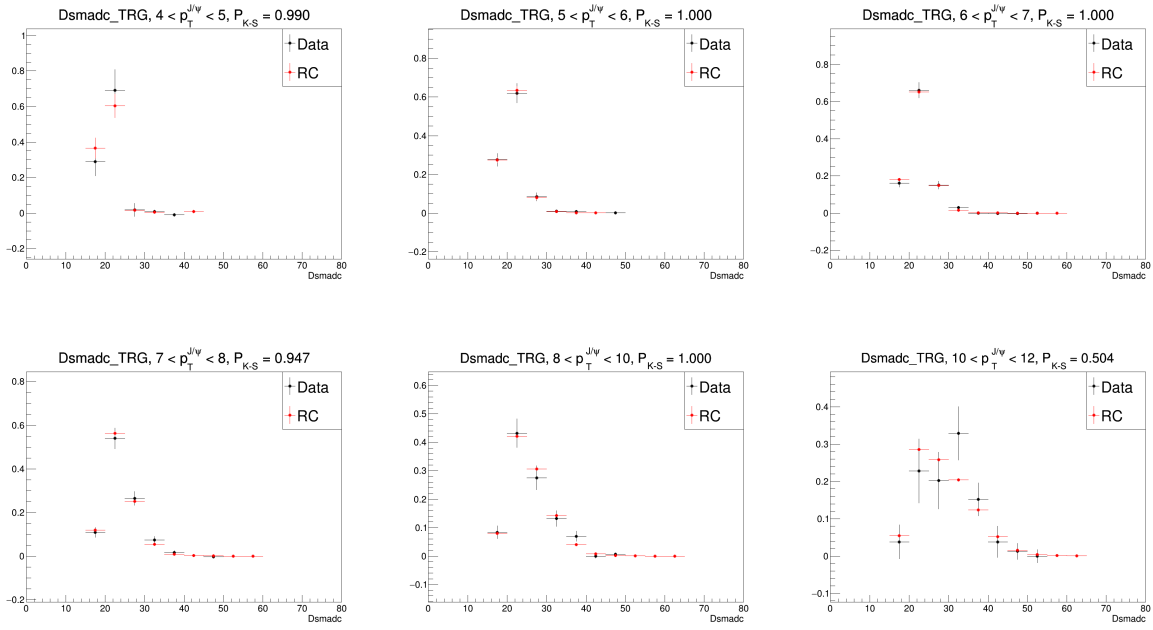 Dsmadc_TRG, 4 < p_T^{J/ψ} < 5, P_{K-S} = 0.990
Data
RC
1
0.8
0.6
0.4
0.2
0
−0.2
0 10 20 30 40 50 60 70 80
Dsmadc
Dsmadc_TRG, 5 < p_T^{J/ψ} < 6, P_{K-S} = 1.000
Data
RC
0.8
0.6
0.4
0.2
0
−0.2
0 10 20 30 40 50 60 70 80
Dsmadc
Dsmadc_TRG, 6 < p_T^{J/ψ} < 7, P_{K-S} = 1.000
Data
RC
0.8
0.6
0.4
0.2
0
−0.2
0 10 20 30 40 50 60 70 80
Dsmadc
Dsmadc_TRG, 7 < p_T^{J/ψ} < 8, P_{K-S} = 0.947
Data
RC
0.8
0.6
0.4
0.2
0
−0.2
0 10 20 30 40 50 60 70 80
Dsmadc
Dsmadc_TRG, 8 < p_T^{J/ψ} < 10, P_{K-S} = 1.000
Data
RC
0.6
0.5
0.4
0.3
0.2
0.1
0
−0.1
0 10 20 30 40 50 60 70 80
Dsmadc
Dsmadc_TRG, 10 < p_T^{J/ψ} < 12, P_{K-S} = 0.504
Data
RC
0.4
0.3
0.2
0.1
0
−0.1
0 10 20 30 40 50 60 70 80
Dsmadc